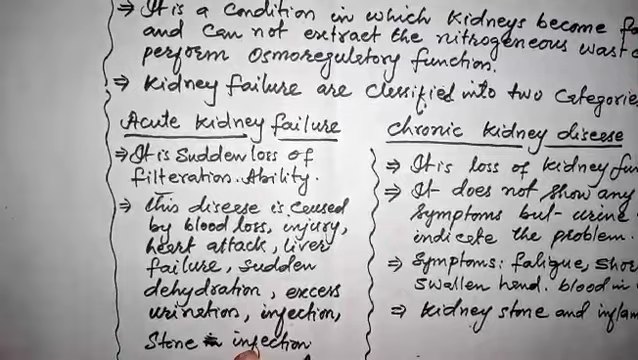 ⇒ It is a condition in which kidneys become
and can not extract the nitrogeneous
perform osmoregulatory function.
⇒ Kidney failure are classified into two
Acute kidney failure
⇒ It is Sudden loss of
filteration. Ability.
⇒ this disease is caused
by blood loss, injury,
heart attack, liver
failure, sudden
dehydration, excess
urination, injection,
Stone injection
chronic kidney disease
⇒ It is loss of kidney
⇒ It does not show any
symptoms but urine
indicate the problem.
⇒ Symptoms: fatigue,
swallen hand. blood in
⇒ kidney stone and